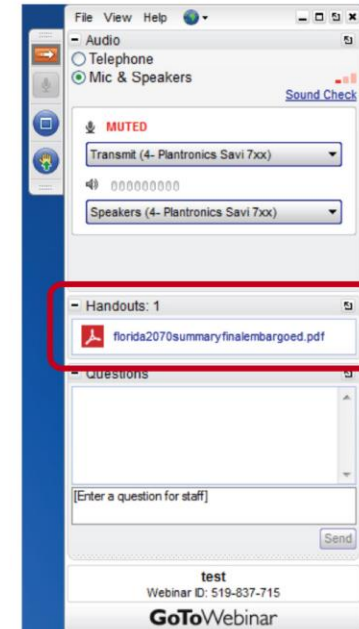 File View Help
Audio
Telephone
Mic & Speakers
Sound Check
MUTED
Transmit (4- Plantronics Savi 7xx)
000000000
Speakers (4- Plantronics Savi 7xx)
Handouts: 1
florida2070summaryfinalembargoed.pdf
Questions
[Enter a question for staff]
Send
test
Webinar ID: 519-837-715
GoToWebinar